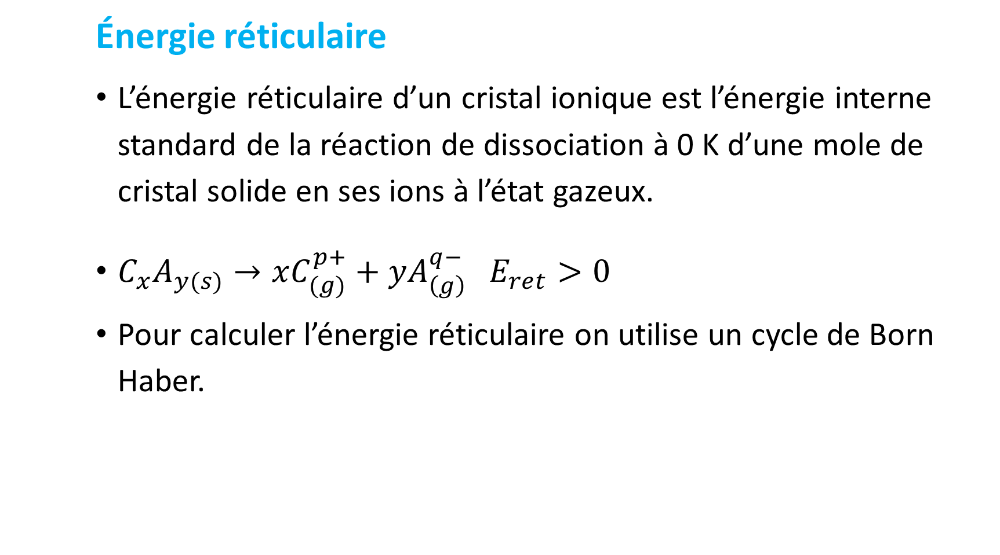 Énergie réticulaire
• L’énergie réticulaire d’un cristal ionique est l’énergie interne
standard de la réaction de dissociation à 0 K d’une mole de
cristal solide en ses ions à l’état gazeux.
• $C_xA_{y(s)} \rightarrow xC^{p+}_{(g)} + yA^{q-}_{(g)} \quad E_{ret} > 0$
• Pour calculer l’énergie réticulaire on utilise un cycle de Born
Haber.